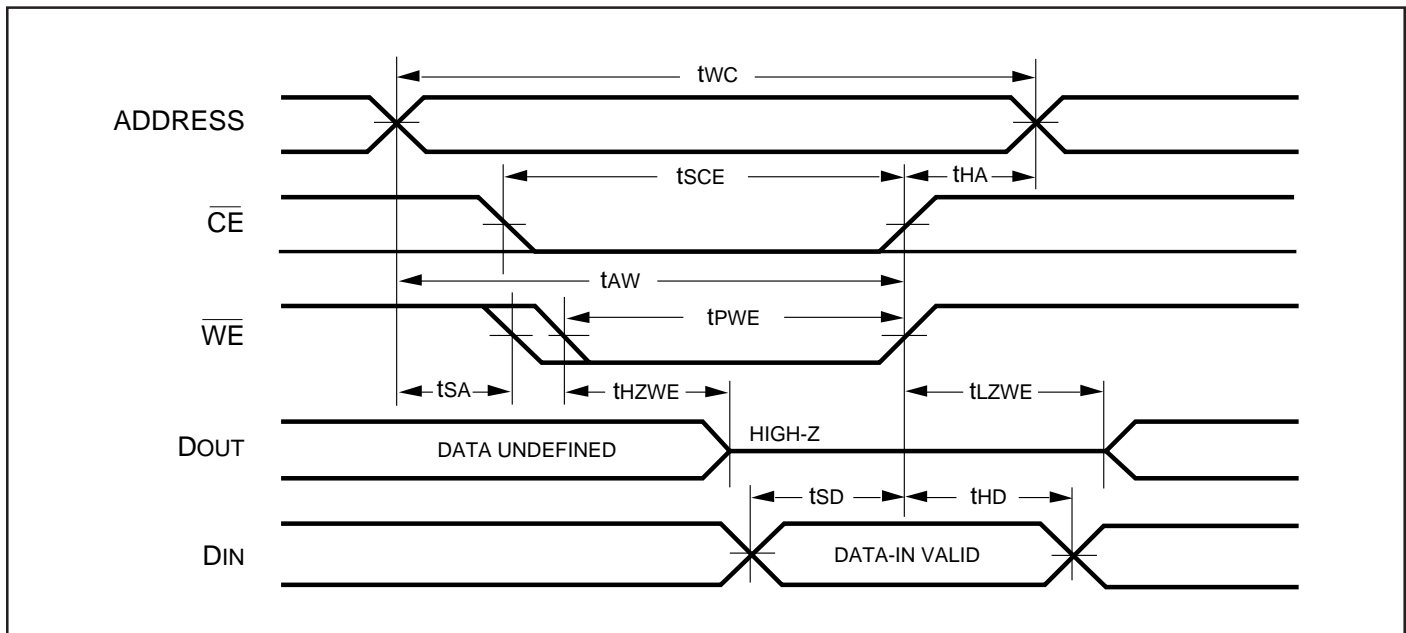 tWC
ADDRESS
tSCE
tHA
CE
tAW
WE
tPWE
tSA
tHZWE
tLZWE
DOUT
DATA UNDEFINED
HIGH-Z
tSD
tHD
DIN
DATA-IN VALID